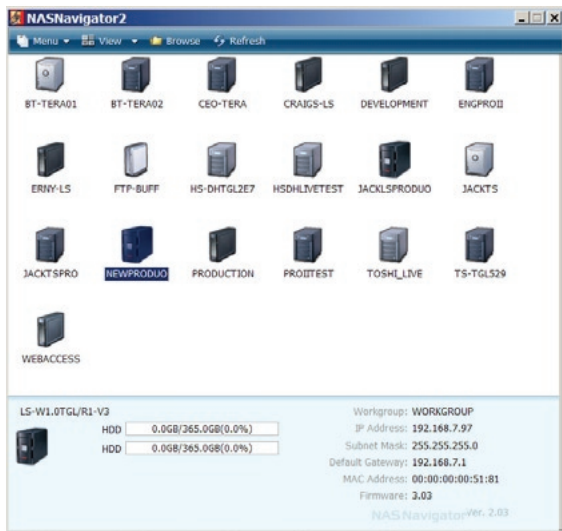 NASNavigator2
Menu View Browse Refresh
BT-TERA01 BT-TERA02 CEO-TERA CRAIGS-LS DEVELOPMENT ENGPROII
ERNY-LS FTP-BUFF HS-DHTGL2E7 HSDHLIVETEST JACKLSPRODUO JACKTS
JACKTSPRO NEWPRODUO PRODUCTION PROIITEST TOSHI_LIVE TS-TGL529
WEBACCESS
LS-W1.0TGL/R1-V3
HDD 0.0GB/365.0GB(0.0%)
HDD 0.0GB/365.0GB(0.0%)
Workgroup: WORKGROUP
IP Address: 192.168.7.97
Subnet Mask: 255.255.255.0
Default Gateway: 192.168.7.1
MAC Address: 00:00:00:00:51:81
Firmware: 3.03
NASNavigator Ver. 2.03